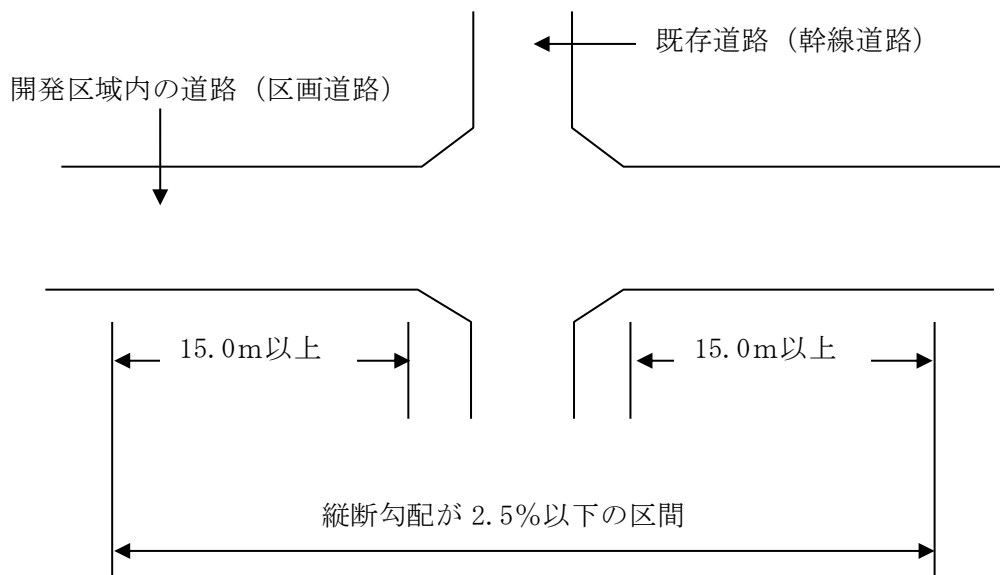 既存道路（幹線道路）
開発区域内の道路（区画道路）
15.0m以上
15.0m以上
縦断勾配が 2.5％以下の区間